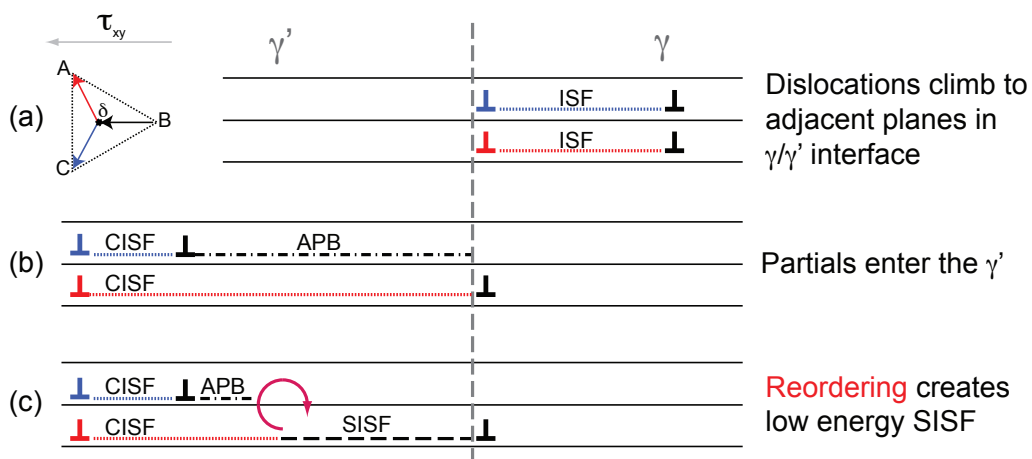 τxy
γ’
γ
A
δ
B
C
(a)
ISF
ISF
Dislocations climb to
adjacent planes in
γ/γ’ interface
(b)
CISF
APB
CISF
Partials enter the γ’
(c)
CISF
APB
CISF
SISF
Reordering creates
low energy SISF